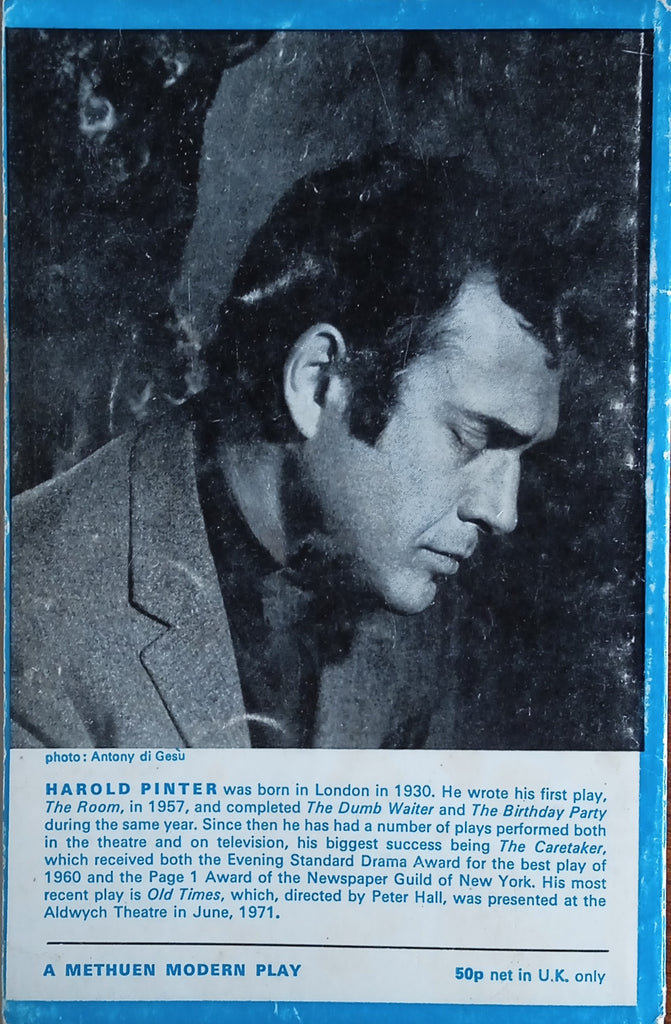 photo: Antony di Gesù
HAROLD PINTER was born in London in 1930. He wrote his first play,
The Room, in 1957, and completed The Dumb Waiter and The Birthday Party
during the same year. Since then he has had a number of plays performed both
in the theatre and on television, his biggest success being The Caretaker,
which received both the Evening Standard Drama Award for the best play of
1960 and the Page 1 Award of the Newspaper Guild of New York. His most
recent play is Old Times, which, directed by Peter Hall, was presented at the
Aldwych Theatre in June, 1971.
A METHUEN MODERN PLAY
50p net in U.K. only